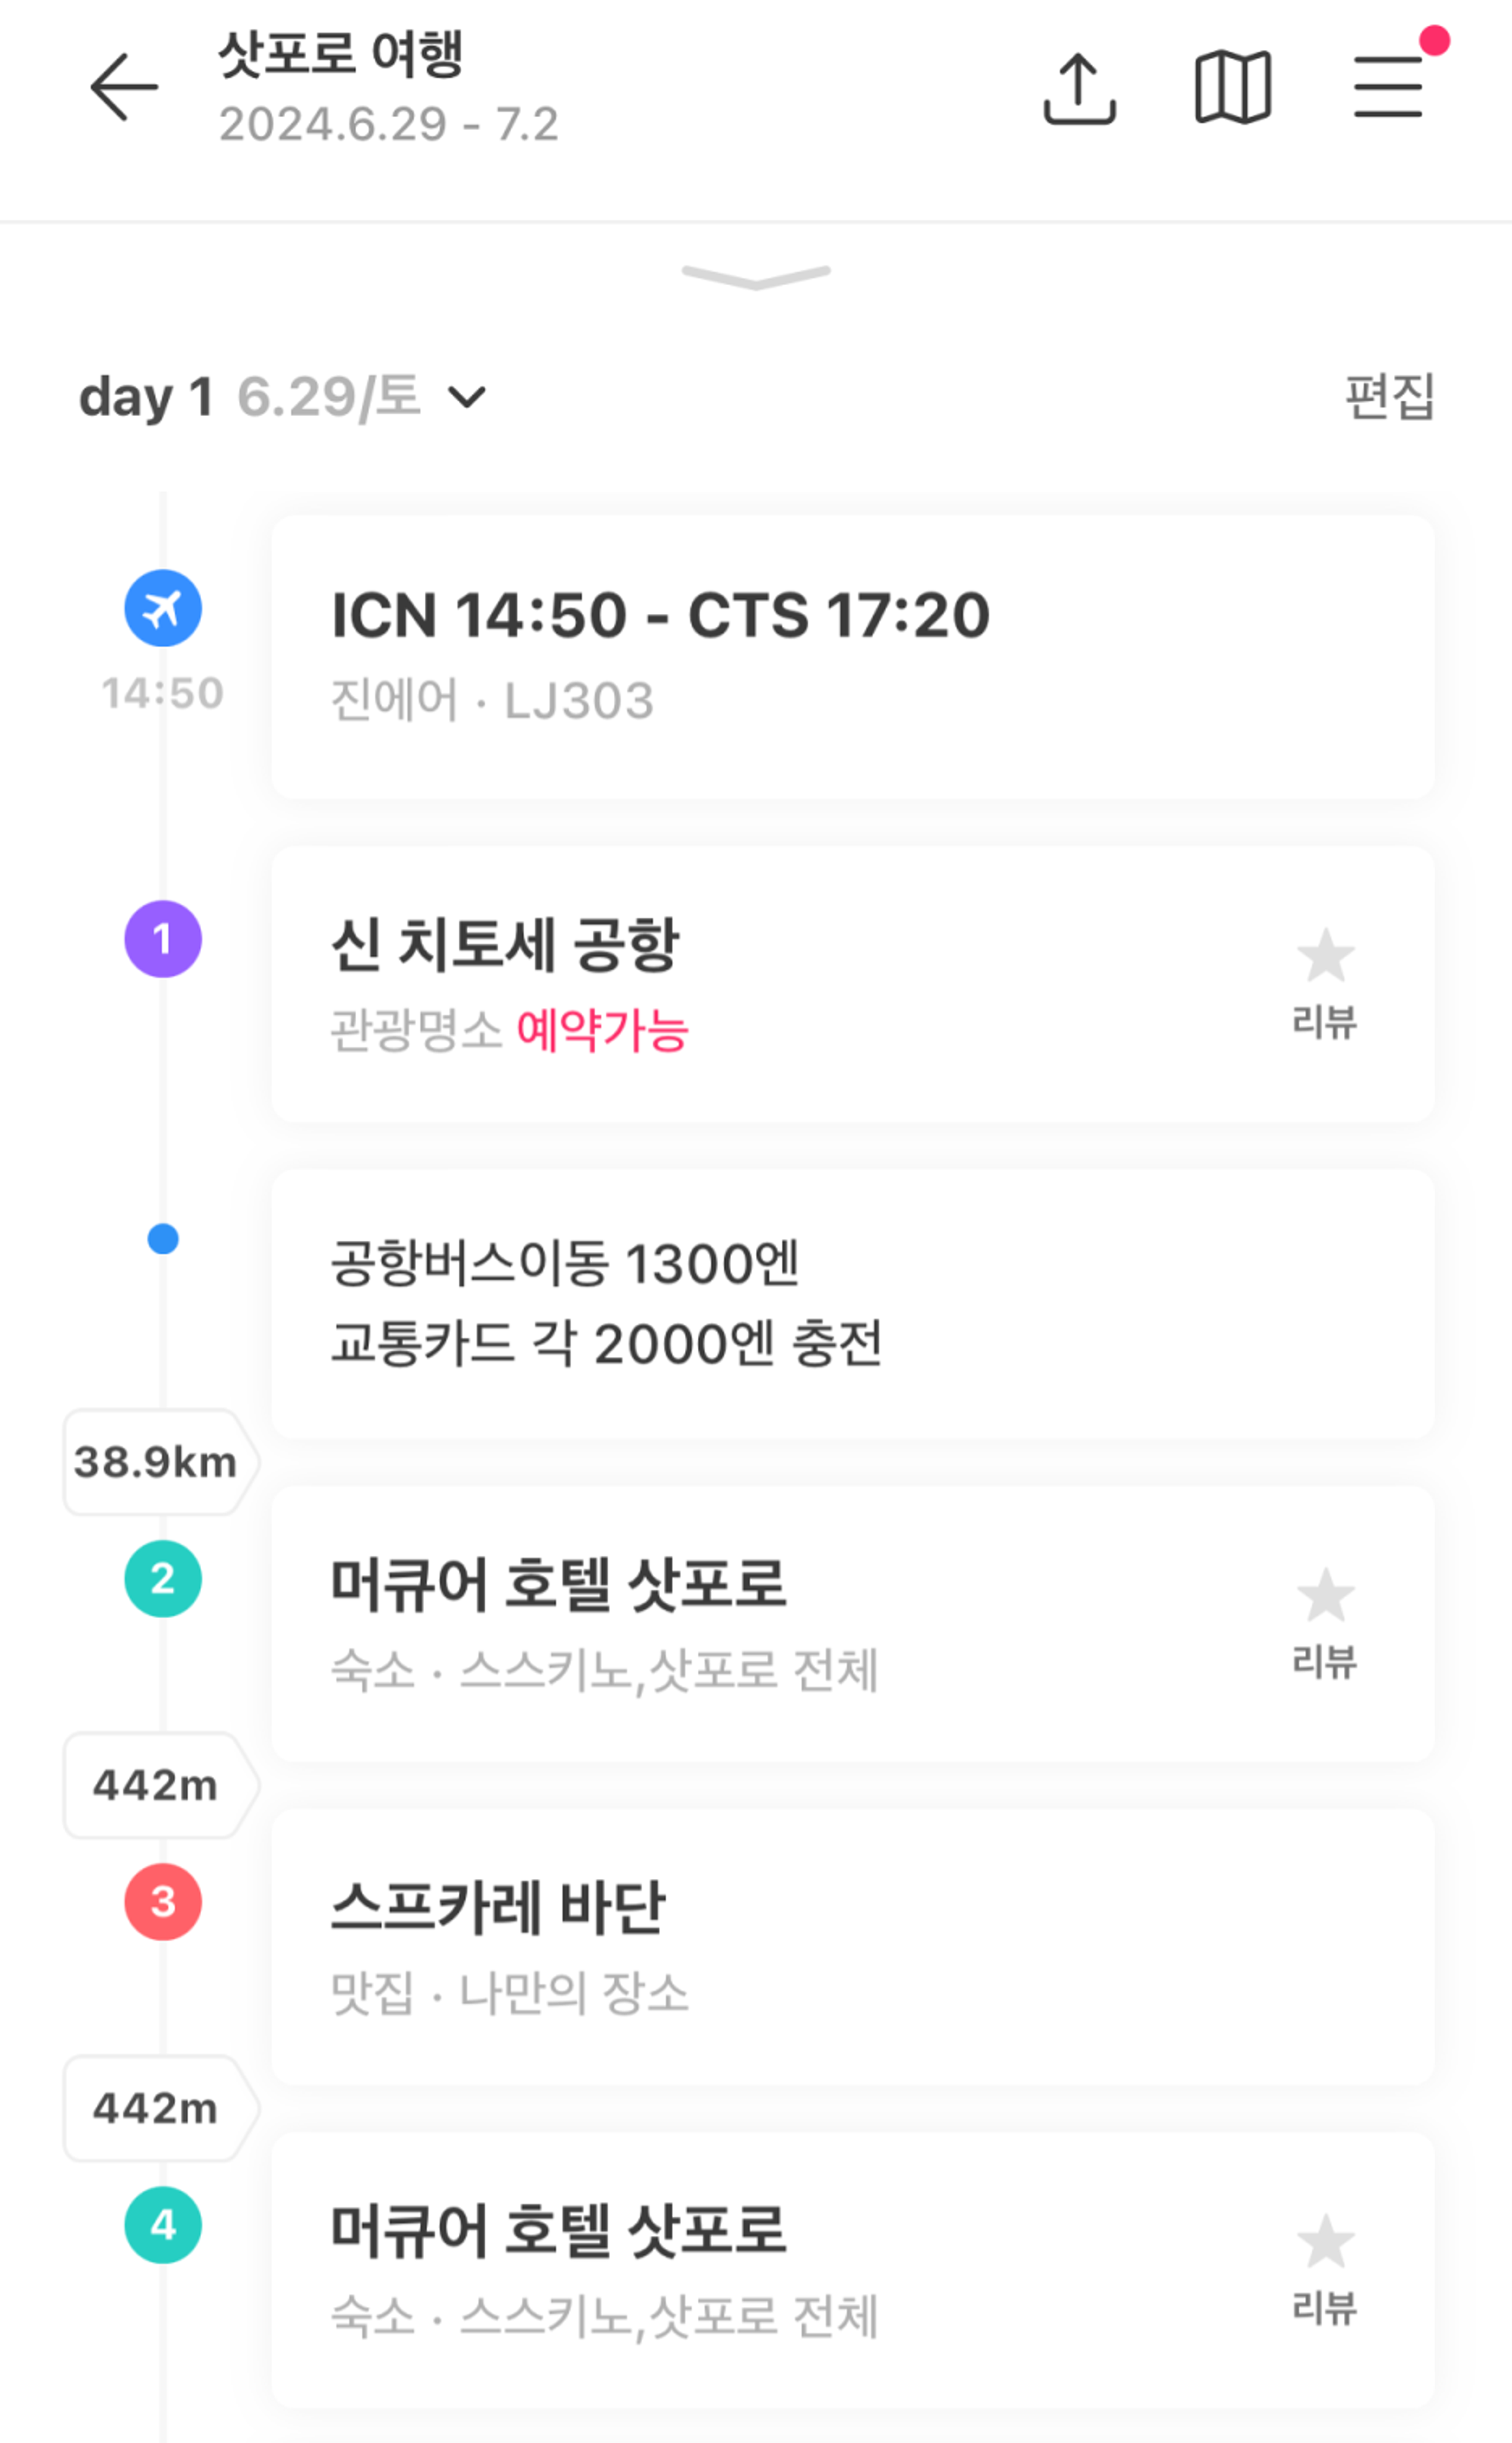 삿포로 여행
2024.6.29 - 7.2
day 1 6.29/토
편집
ICN 14:50 - CTS 17:20
14:50
진에어 · LJ303
1
신 치토세 공항
관광명소 예약가능
리뷰
공항버스이동 1300엔
교통카드 각 2000엔 충전
38.9km
2
머큐어 호텔 삿포로
숙소 · 스스키노,삿포로 전체
리뷰
442m
3
스프카레 바단
맛집 · 나만의 장소
442m
4
머큐어 호텔 삿포로
숙소 · 스스키노,삿포로 전체
리뷰